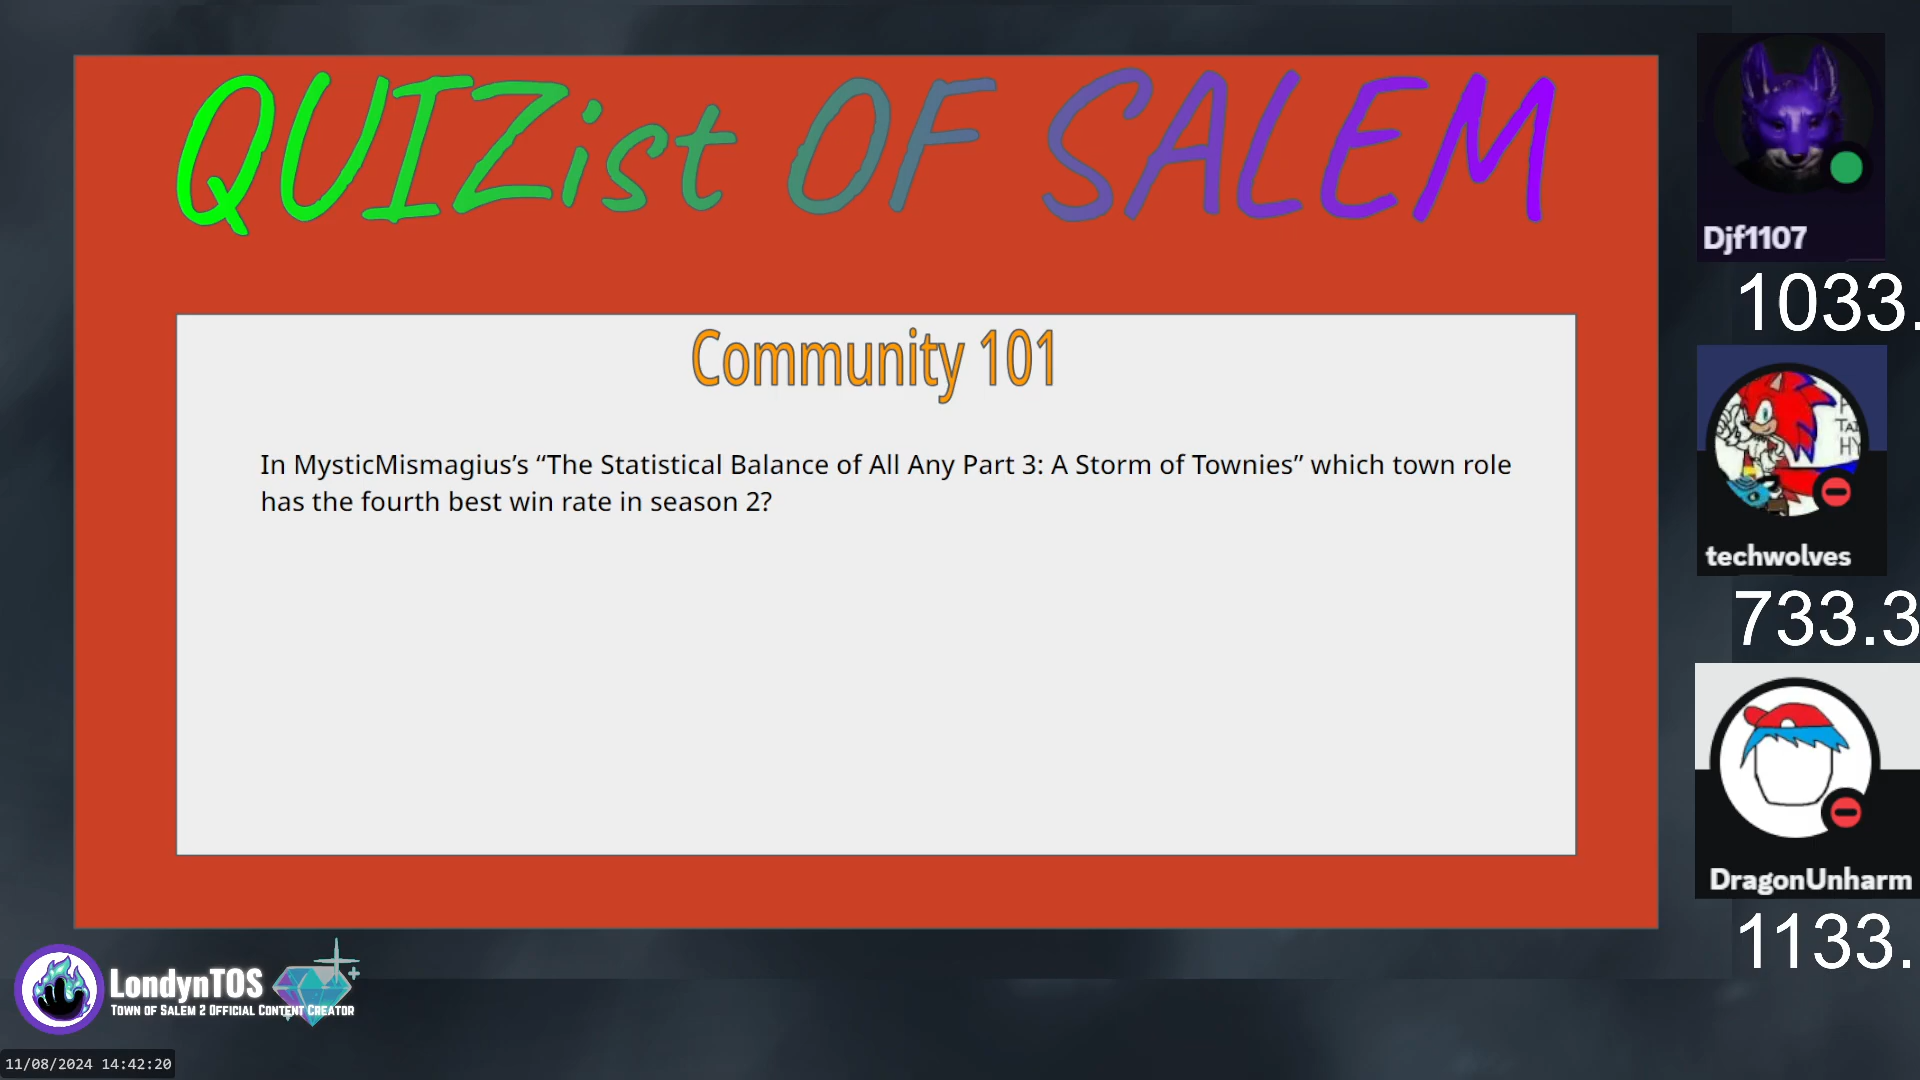 QUIZist OF SALEM
Community 101
In MysticMismagius’s “The Statistical Balance of All Any Part 3: A Storm of Townies” which town role
has the fourth best win rate in season 2?
Djf1107
1033.
techwolves
733.3
DragonUnharm
1133.
LondynTOS
TOWN OF SALEM 2 OFFICIAL CONTENT CREATOR
11/08/2024 14:42:20